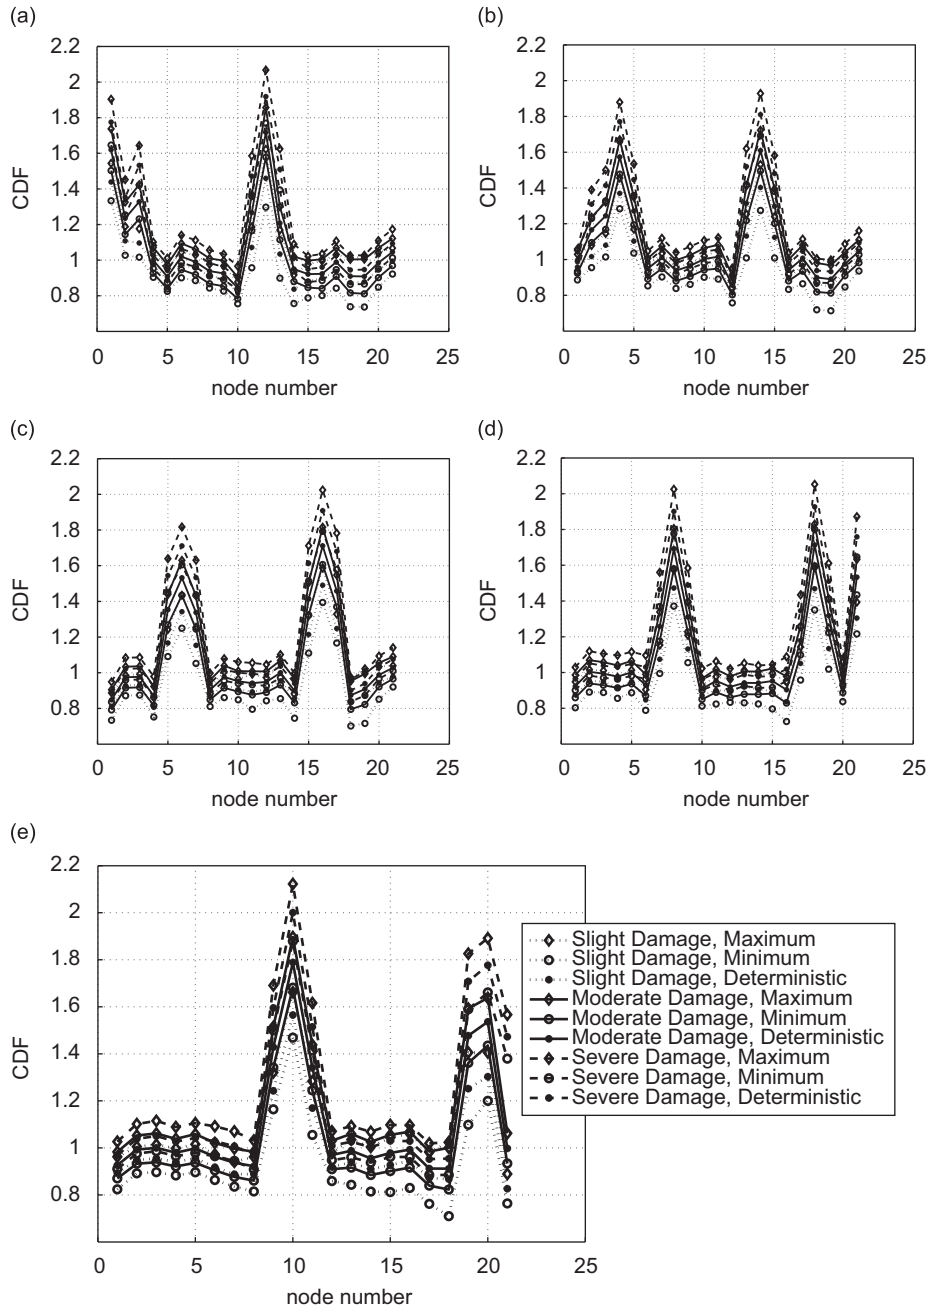 (a)
(b)
2.2
2
1.8
1.6
1.4
1.2
1
0.8
CDF
0 5 10 15 20 25
node number
2.2
2
1.8
1.6
1.4
1.2
1
0.8
CDF
0 5 10 15 20 25
node number
(c)
(d)
2.2
2
1.8
1.6
1.4
1.2
1
0.8
CDF
0 5 10 15 20 25
node number
2.2
2
1.8
1.6
1.4
1.2
1
0.8
CDF
0 5 10 15 20 25
node number
(e)
2.2
2
1.8
1.6
1.4
1.2
1
0.8
CDF
0 5 10 15 20 25
node number
Slight Damage, Maximum
Slight Damage, Minimum
Slight Damage, Deterministic
Moderate Damage, Maximum
Moderate Damage, Minimum
Moderate Damage, Deterministic
Severe Damage, Maximum
Severe Damage, Minimum
Severe Damage, Deterministic